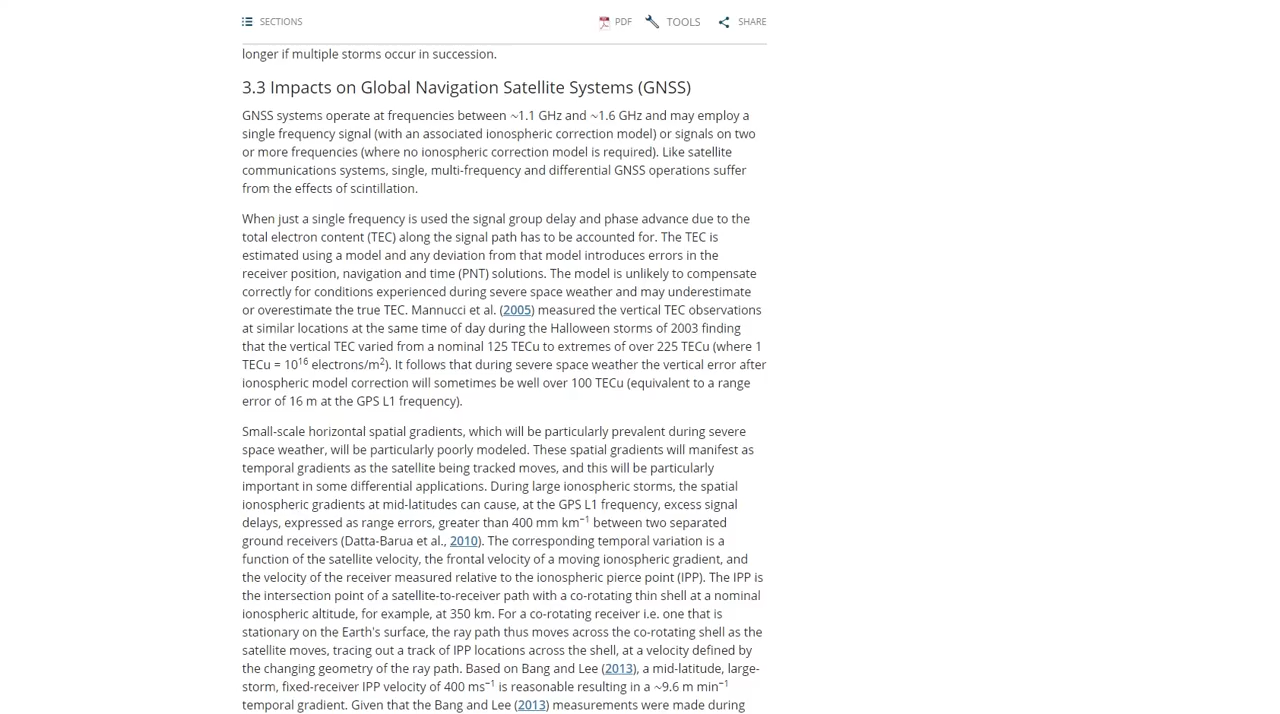 SECTIONS
PDF
TOOLS
SHARE
longer if multiple storms occur in succession.
3.3 Impacts on Global Navigation Satellite Systems (GNSS)
GNSS systems operate at frequencies between ~1.1 GHz and ~1.6 GHz and may employ a
single frequency signal (with an associated ionospheric correction model) or signals on two
or more frequencies (where no ionospheric correction model is required). Like satellite
communications systems, single, multi-frequency and differential GNSS operations suffer
from the effects of scintillation.
When just a single frequency is used the signal group delay and phase advance due to the
total electron content (TEC) along the signal path has to be accounted for. The TEC is
estimated using a model and any deviation from that model introduces errors in the
receiver position, navigation and time (PNT) solutions. The model is unlikely to compensate
correctly for conditions experienced during severe space weather and may underestimate
or overestimate the true TEC. Mannucci et al. (2005) measured the vertical TEC observations
at similar locations at the same time of day during the Halloween storms of 2003 finding
that the vertical TEC varied from a nominal 125 TECu to extremes of over 225 TECu (where 1
TECu = 10¹⁶ electrons/m²). It follows that during severe space weather the vertical error after
ionospheric model correction will sometimes be well over 100 TECu (equivalent to a range
error of 16 m at the GPS L1 frequency).
Small-scale horizontal spatial gradients, which will be particularly prevalent during severe
space weather, will be particularly poorly modeled. These spatial gradients will manifest as
temporal gradients as the satellite being tracked moves, and this will be particularly
important in some differential applications. During large ionospheric storms, the spatial
ionospheric gradients at mid-latitudes can cause, at the GPS L1 frequency, excess signal
delays, expressed as range errors, greater than 400 mm km⁻¹ between two separated
ground receivers (Datta-Barua et al., 2010). The corresponding temporal variation is a
function of the satellite velocity, the frontal velocity of a moving ionospheric gradient, and
the velocity of the receiver measured relative to the ionospheric pierce point (IPP). The IPP is
the intersection point of a satellite-to-receiver path with a co-rotating thin shell at a nominal
ionospheric altitude, for example, at 350 km. For a co-rotating receiver i.e. one that is
stationary on the Earth's surface, the ray path thus moves across the co-rotating shell as the
satellite moves, tracing out a track of IPP locations across the shell, at a velocity defined by
the changing geometry of the ray path. Based on Bang and Lee (2013), a mid-latitude, large-
storm, fixed-receiver IPP velocity of 400 ms⁻¹ is reasonable resulting in a ~9.6 m min⁻¹
temporal gradient. Given that the Bang and Lee (2013) measurements were made during